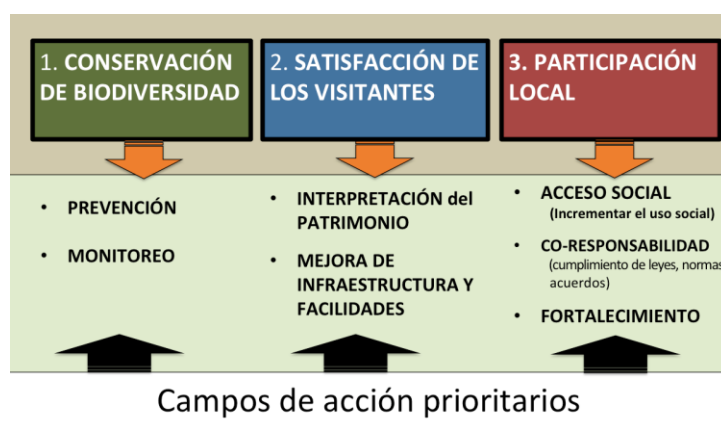 1. CONSERVACIÓN
DE BIODIVERSIDAD
2. SATISFACCIÓN DE
LOS VISITANTES
3. PARTICIPACIÓN
LOCAL
• PREVENCIÓN
• MONITOREO
• INTERPRETACIÓN del
PATRIMONIO
• MEJORA DE
INFRAESTRUCTURA Y
FACILIDADES
• ACCESO SOCIAL
(Incrementar el uso social)
• CO-RESPONSABILIDAD
(cumplimiento de leyes, normas
acuerdos)
• FORTALECIMIENTO
Campos de acción prioritarios